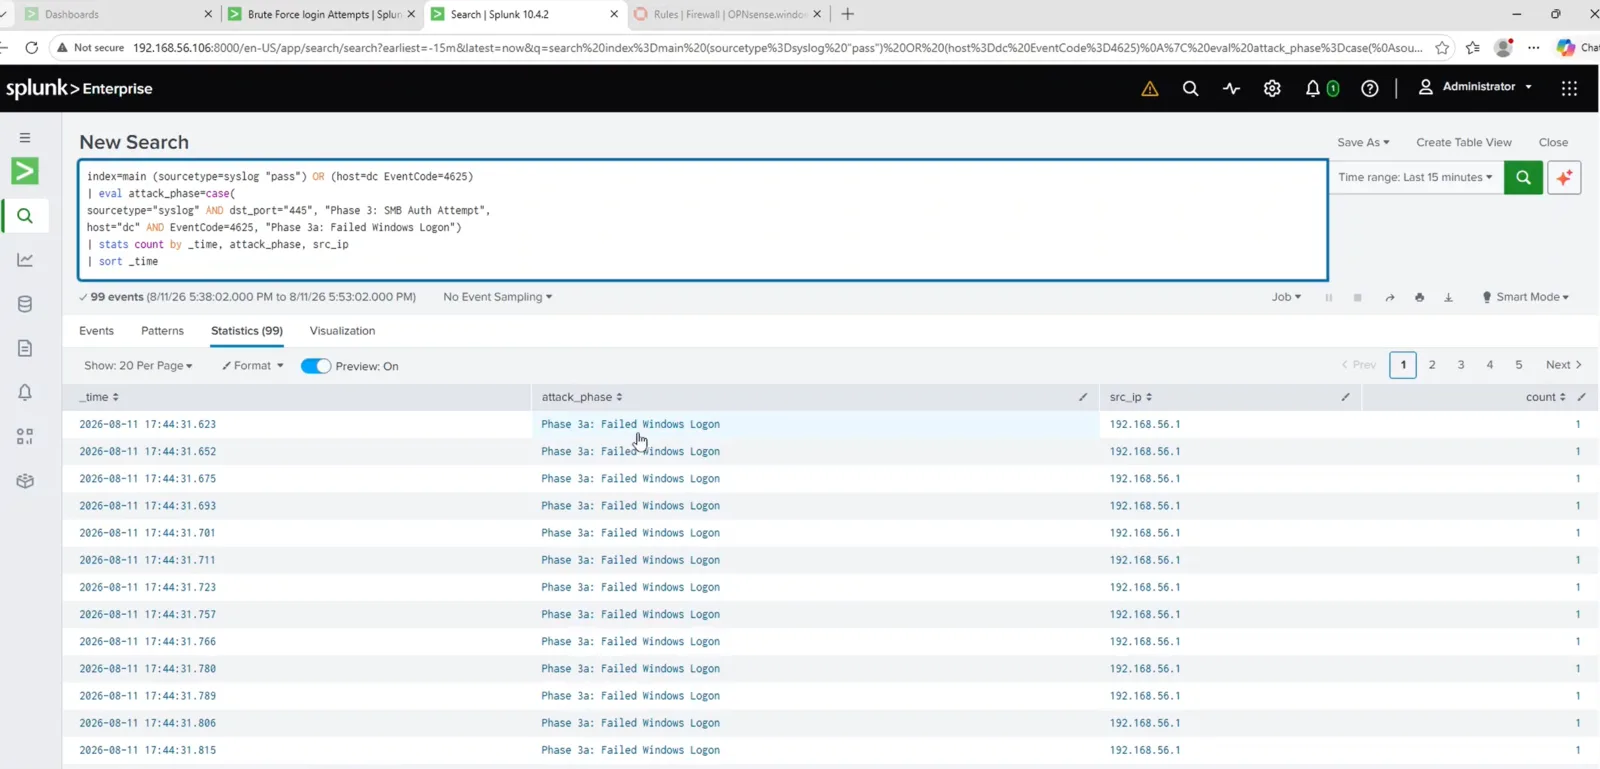 Dashboards
Brute Force login Attempts | Splun
Search | Splunk 10.4.2
Rules | Firewall | OPNsense.windo
Not secure 192.168.56.106:8000/en-US/app/search/search?earliest=-15m&latest=now&q=search%20index%3Dmain%20(sourcetype%3Dsyslog%20"pass")%20OR%20(host%3Ddc%20EventCode%3D4625)%0A%7C%20eval%20attack_phase%3Dcase(%0Asou...
Chat
splunk> Enterprise
1
Administrator
New Search
Save As Create Table View Close
index=main (sourcetype=syslog "pass") OR (host=dc EventCode=4625)
| eval attack_phase=case(
sourcetype="syslog" AND dst_port="445", "Phase 3: SMB Auth Attempt",
host="dc" AND EventCode=4625, "Phase 3a: Failed Windows Logon")
| stats count by _time, attack_phase, src_ip
| sort _time
Time range: Last 15 minutes
99 events (8/11/26 5:38:02.000 PM to 8/11/26 5:53:02.000 PM) No Event Sampling
Job Smart Mode
Events Patterns Statistics (99) Visualization
Show: 20 Per Page Format Preview: On
< Prev 1 2 3 4 5 Next >
_time attack_phase src_ip count
2026-08-11 17:44:31.623 Phase 3a: Failed Windows Logon 192.168.56.1 1
2026-08-11 17:44:31.652 Phase 3a: Failed Windows Logon 192.168.56.1 1
2026-08-11 17:44:31.675 Phase 3a: Failed Windows Logon 192.168.56.1 1
2026-08-11 17:44:31.693 Phase 3a: Failed Windows Logon 192.168.56.1 1
2026-08-11 17:44:31.701 Phase 3a: Failed Windows Logon 192.168.56.1 1
2026-08-11 17:44:31.711 Phase 3a: Failed Windows Logon 192.168.56.1 1
2026-08-11 17:44:31.723 Phase 3a: Failed Windows Logon 192.168.56.1 1
2026-08-11 17:44:31.757 Phase 3a: Failed Windows Logon 192.168.56.1 1
2026-08-11 17:44:31.766 Phase 3a: Failed Windows Logon 192.168.56.1 1
2026-08-11 17:44:31.780 Phase 3a: Failed Windows Logon 192.168.56.1 1
2026-08-11 17:44:31.789 Phase 3a: Failed Windows Logon 192.168.56.1 1
2026-08-11 17:44:31.806 Phase 3a: Failed Windows Logon 192.168.56.1 1
2026-08-11 17:44:31.815 Phase 3a: Failed Windows Logon 192.168.56.1 1